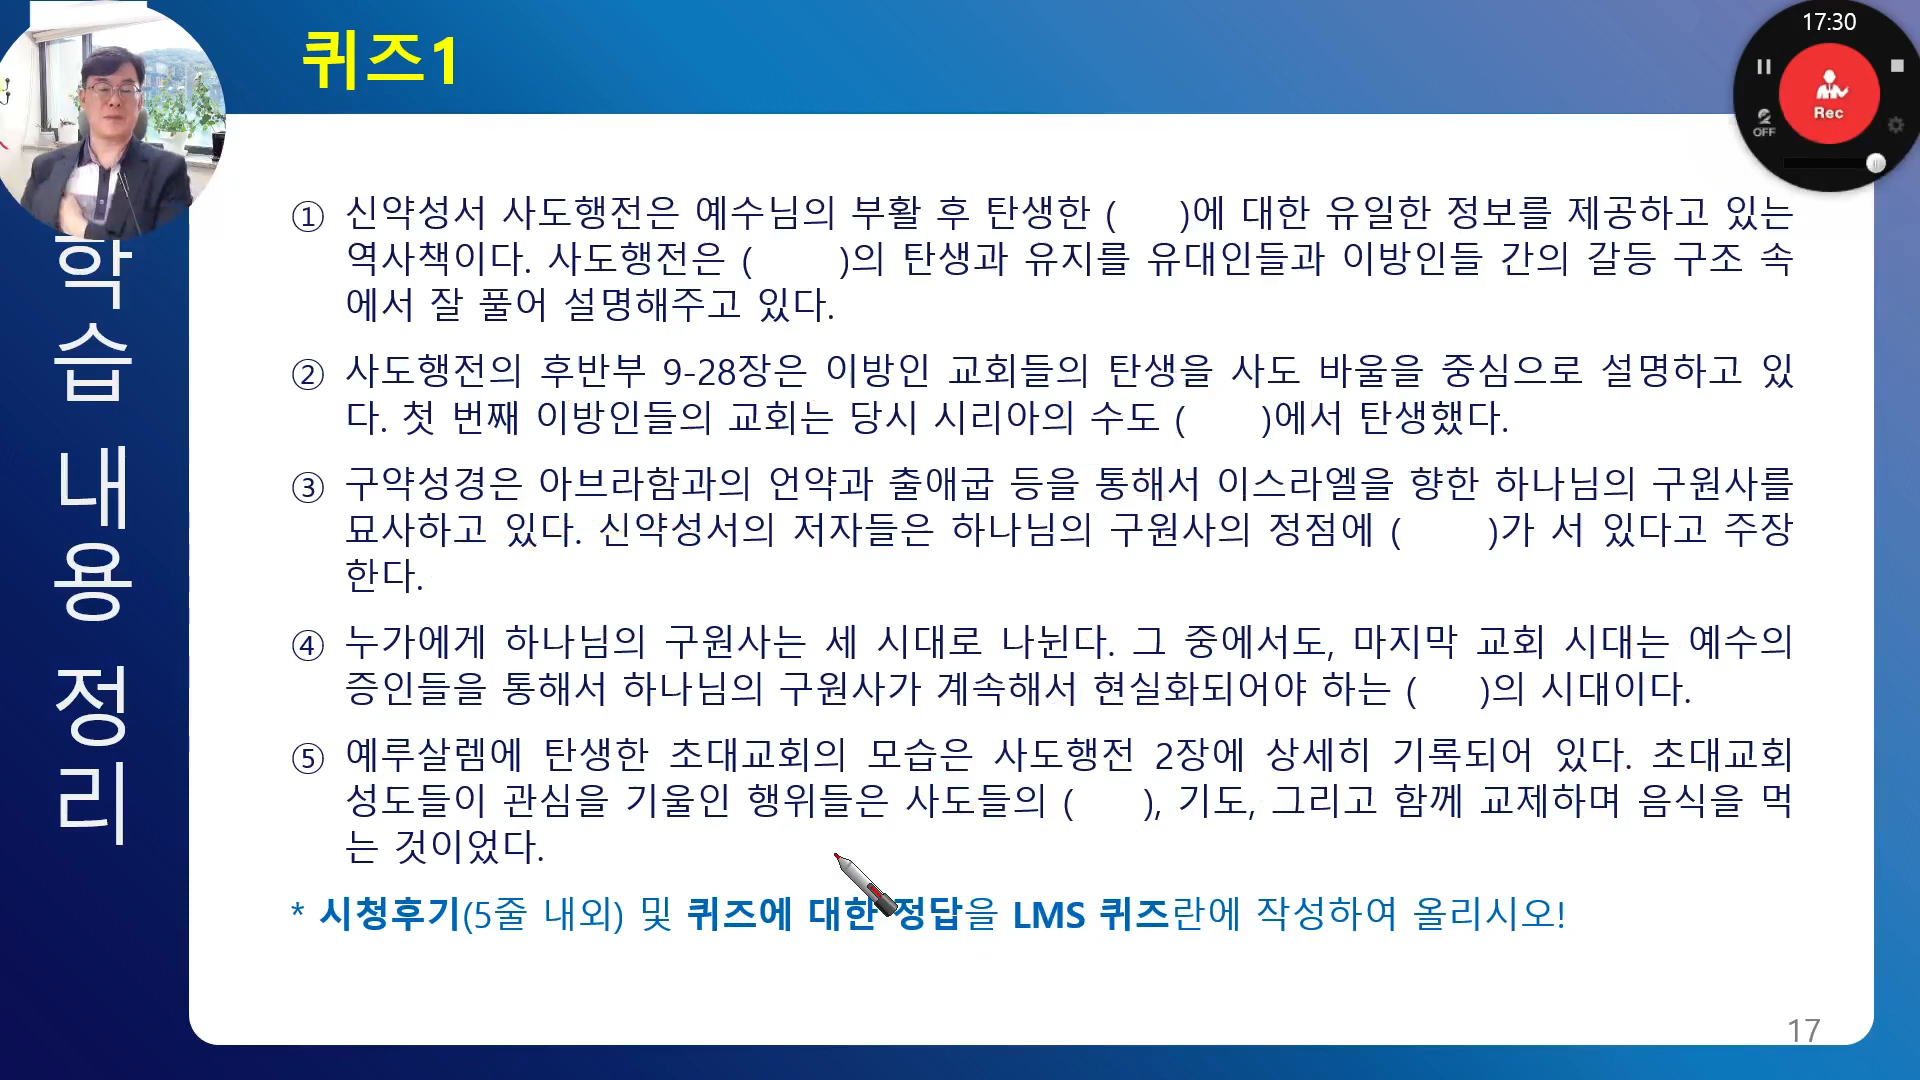 퀴즈1
17:30
Rec
OFF
학습 내용 정리
① 신약성서 사도행전은 예수님의 부활 후 탄생한 (    )에 대한 유일한 정보를 제공하고 있는
역사책이다. 사도행전은 (    )의 탄생과 유지를 유대인들과 이방인들 간의 갈등 구조 속
에서 잘 풀어 설명해주고 있다.
② 사도행전의 후반부 9-28장은 이방인 교회들의 탄생을 사도 바울을 중심으로 설명하고 있
다. 첫 번째 이방인들의 교회는 당시 시리아의 수도 (    )에서 탄생했다.
③ 구약성경은 아브라함과의 언약과 출애굽 등을 통해서 이스라엘을 향한 하나님의 구원사를
묘사하고 있다. 신약성서의 저자들은 하나님의 구원사의 정점에 (    )가 서 있다고 주장
한다.
④ 누가에게 하나님의 구원사는 세 시대로 나뉜다. 그 중에서도, 마지막 교회 시대는 예수의
증인들을 통해서 하나님의 구원사가 계속해서 현실화되어야 하는 (    )의 시대이다.
⑤ 예루살렘에 탄생한 초대교회의 모습은 사도행전 2장에 상세히 기록되어 있다. 초대교회
성도들이 관심을 기울인 행위들은 사도들의 (    ), 기도, 그리고 함께 교제하며 음식을 먹
는 것이었다.
* 시청후기(5줄 내외) 및 퀴즈에 대한 정답을 LMS 퀴즈란에 작성하여 올리시오!
17